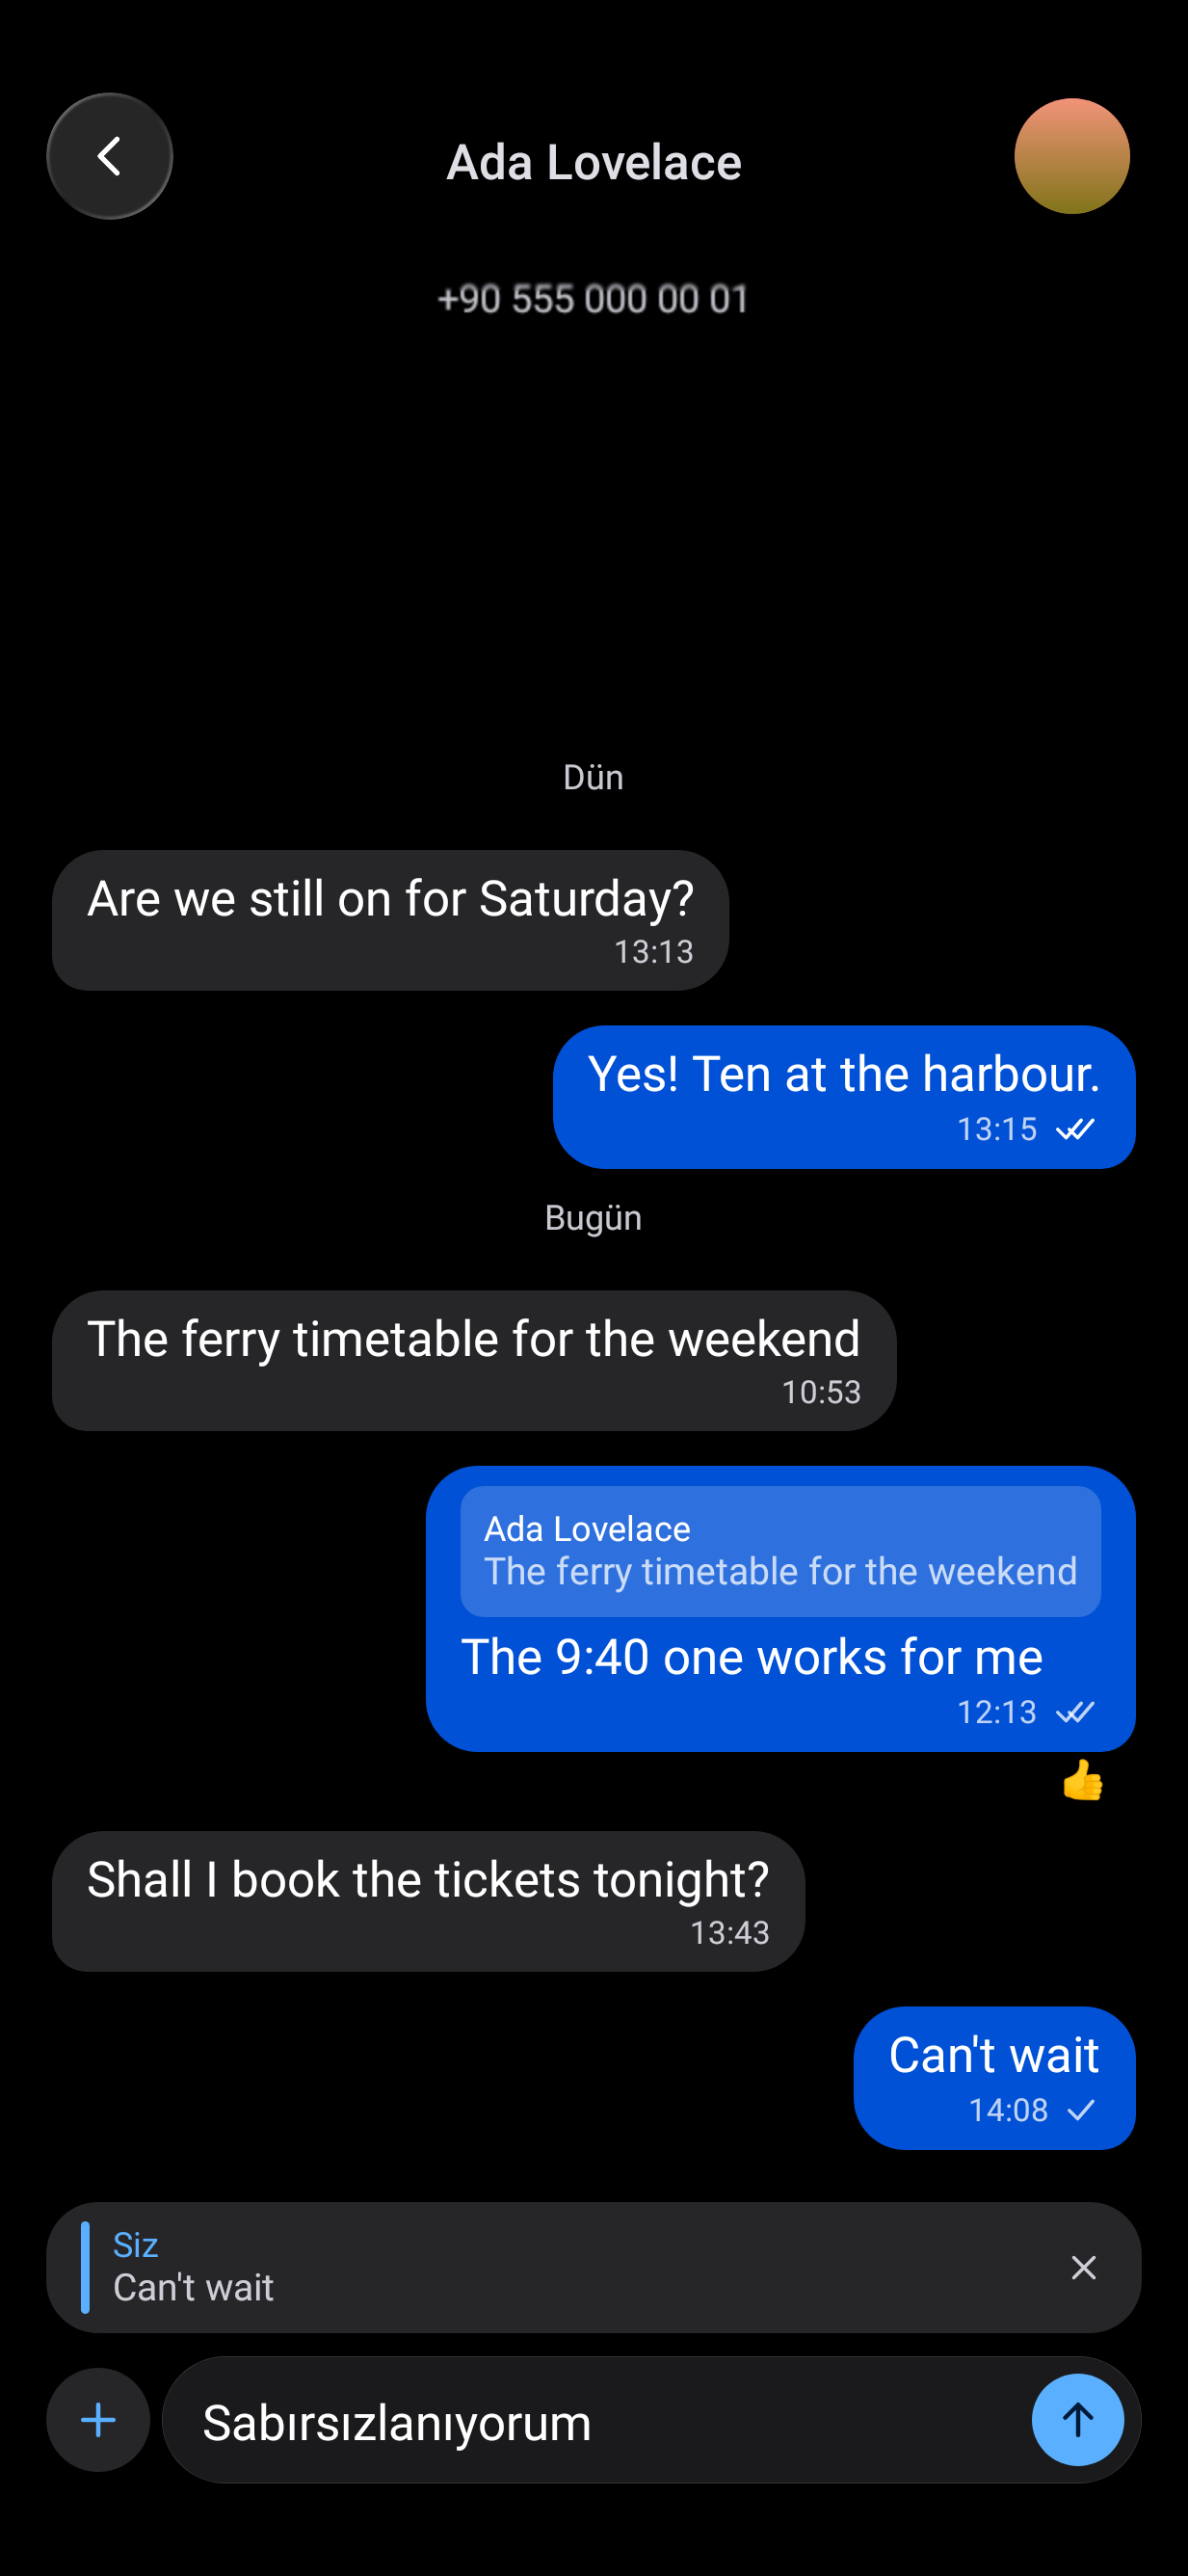 Ada Lovelace
+90 555 000 00 01
Dün
Are we still on for Saturday?
13:13
Yes! Ten at the harbour.
13:15
Bugün
The ferry timetable for the weekend
10:53
Ada Lovelace
The ferry timetable for the weekend
The 9:40 one works for me
12:13
👍
Shall I book the tickets tonight?
13:43
Can't wait
14:08
Siz
Can't wait
Sabırsızlanıyorum